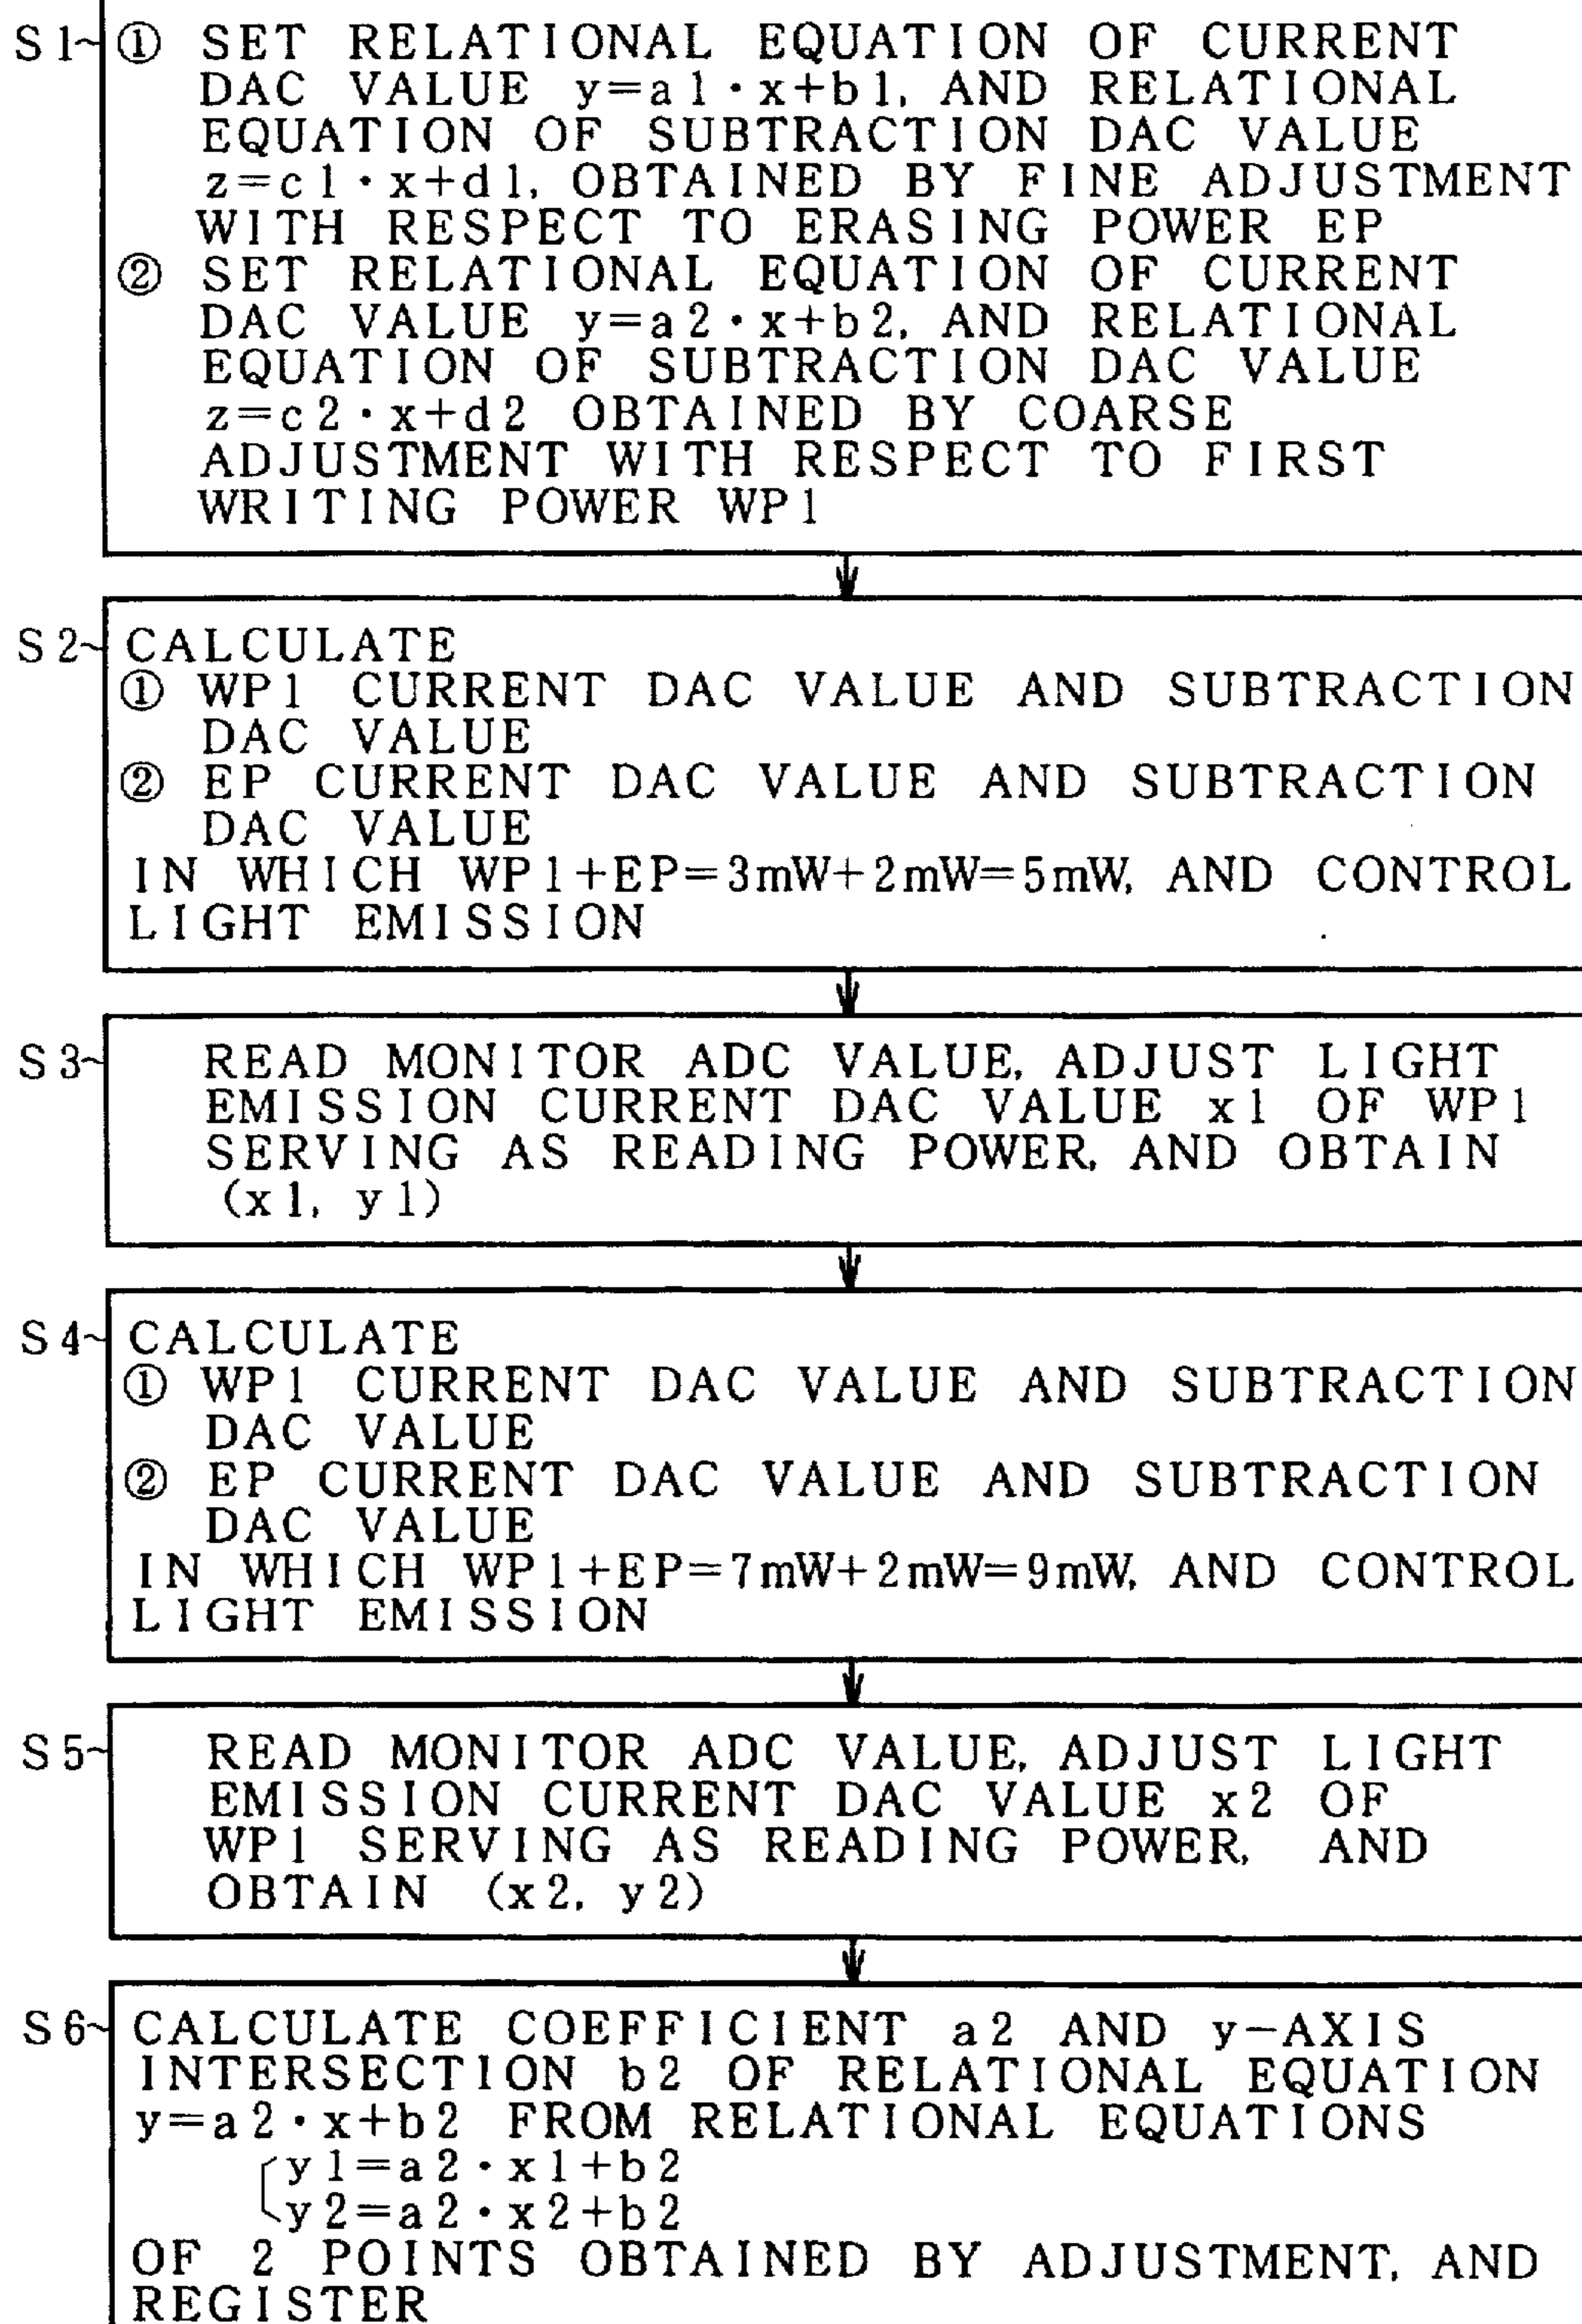 S1~ ① SET RELATIONAL EQUATION OF CURRENT
DAC VALUE y=a1・x+b1, AND RELATIONAL
EQUATION OF SUBTRACTION DAC VALUE
z=c1・x+d1, OBTAINED BY FINE ADJUSTMENT
WITH RESPECT TO ERASING POWER EP
② SET RELATIONAL EQUATION OF CURRENT
DAC VALUE y=a2・x+b2, AND RELATIONAL
EQUATION OF SUBTRACTION DAC VALUE
z=c2・x+d2 OBTAINED BY COARSE
ADJUSTMENT WITH RESPECT TO FIRST
WRITING POWER WP1
S2~ CALCULATE
① WP1 CURRENT DAC VALUE AND SUBTRACTION
DAC VALUE
② EP CURRENT DAC VALUE AND SUBTRACTION
DAC VALUE
IN WHICH WP1+EP=3mW+2mW=5mW, AND CONTROL
LIGHT EMISSION
S3~ READ MONITOR ADC VALUE, ADJUST LIGHT
EMISSION CURRENT DAC VALUE x1 OF WP1
SERVING AS READING POWER, AND OBTAIN
(x1, y1)
S4~ CALCULATE
① WP1 CURRENT DAC VALUE AND SUBTRACTION
DAC VALUE
② EP CURRENT DAC VALUE AND SUBTRACTION
DAC VALUE
IN WHICH WP1+EP=7mW+2mW=9mW, AND CONTROL
LIGHT EMISSION
S5~ READ MONITOR ADC VALUE, ADJUST LIGHT
EMISSION CURRENT DAC VALUE x2 OF
WP1 SERVING AS READING POWER, AND
OBTAIN (x2, y2)
S6~ CALCULATE COEFFICIENT a2 AND y-AXIS
INTERSECTION b2 OF RELATIONAL EQUATION
y=a2・x+b2 FROM RELATIONAL EQUATIONS
y1=a2・x1+b2
y2=a2・x2+b2
OF 2 POINTS OBTAINED BY ADJUSTMENT, AND
REGISTER